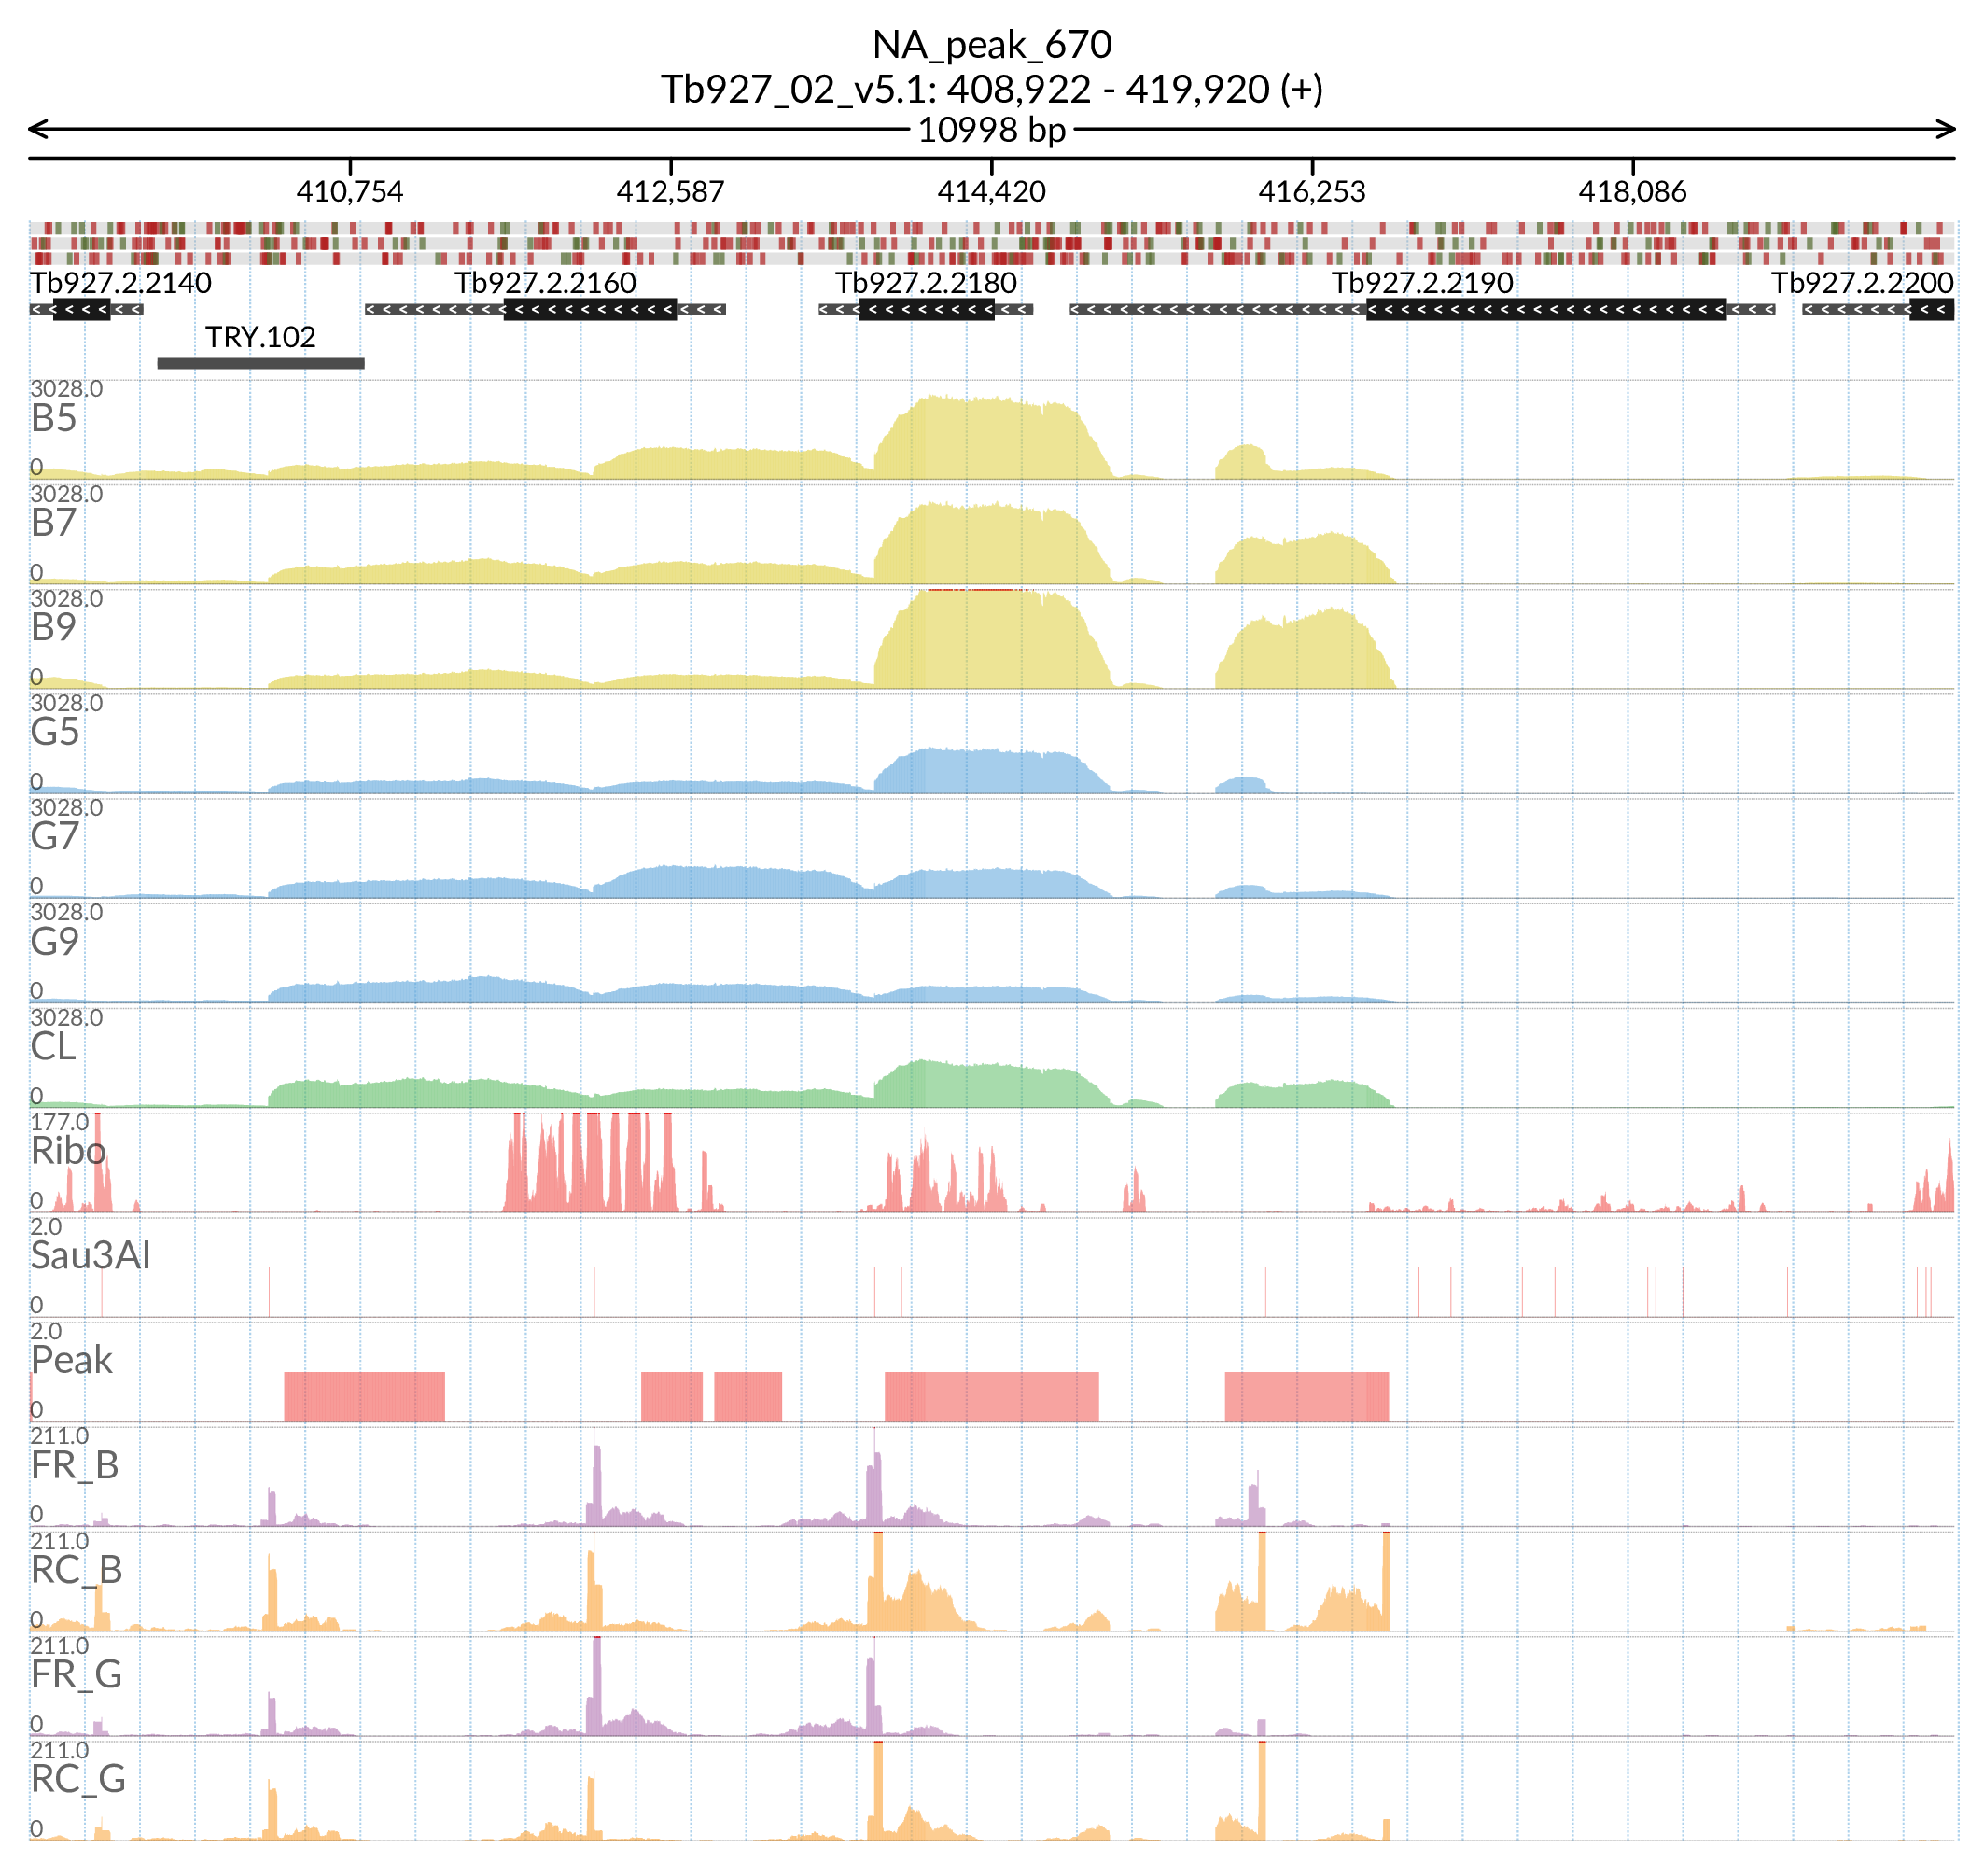 NA_peak_670
Tb927_02_v5.1: 408,922 - 419,920 (+)
10998 bp
410,754 412,587 414,420 416,253 418,086
Tb927.2.2140 Tb927.2.2160 Tb927.2.2180 Tb927.2.2190 Tb927.2.2200
TRY.102
3028.0
B5
0
3028.0
B7
0
3028.0
B9
0
3028.0
G5
0
3028.0
G7
0
3028.0
G9
0
3028.0
CL
0
177.0
Ribo
0
2.0
Sau3AI
0
2.0
Peak
0
211.0
FR_B
0
211.0
RC_B
0
211.0
FR_G
0
211.0
RC_G
0